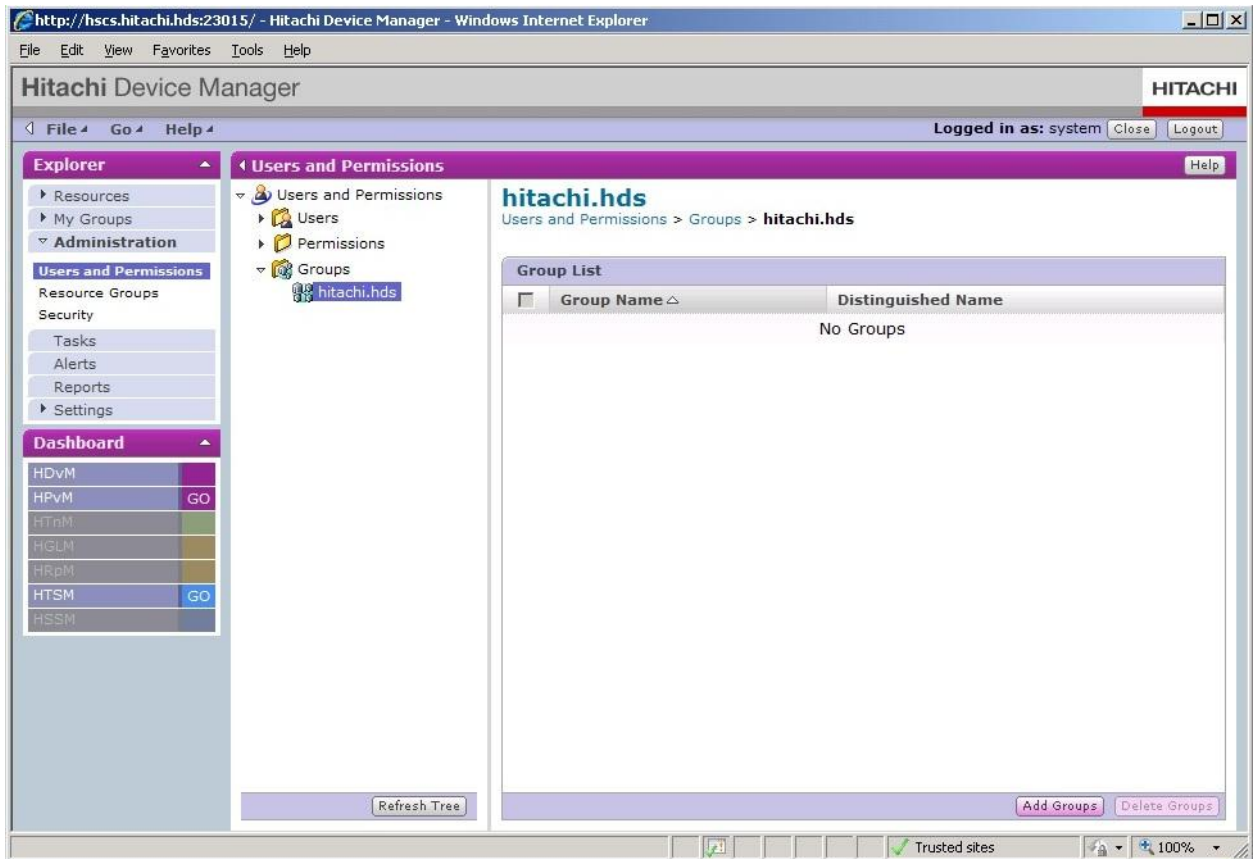 http://hscs.hitachi.hds:23015/ - Hitachi Device Manager - Windows Internet Explorer
File Edit View Favorites Tools Help
Hitachi Device Manager
HITACHI
File Go Help
Logged in as: system Close Logout
Explorer
Resources
My Groups
Administration
Users and Permissions
Resource Groups
Security
Tasks
Alerts
Reports
Settings
Dashboard
HDvM
HPvM GO
HTnM
HGLM
HRpM
HTSM GO
HSSM
Users and Permissions
Help
Users and Permissions
Users
Permissions
Groups
hitachi.hds
Refresh Tree
hitachi.hds
Users and Permissions > Groups > hitachi.hds
Group List
Group Name Distinguished Name
No Groups
Add Groups Delete Groups
Trusted sites 100%